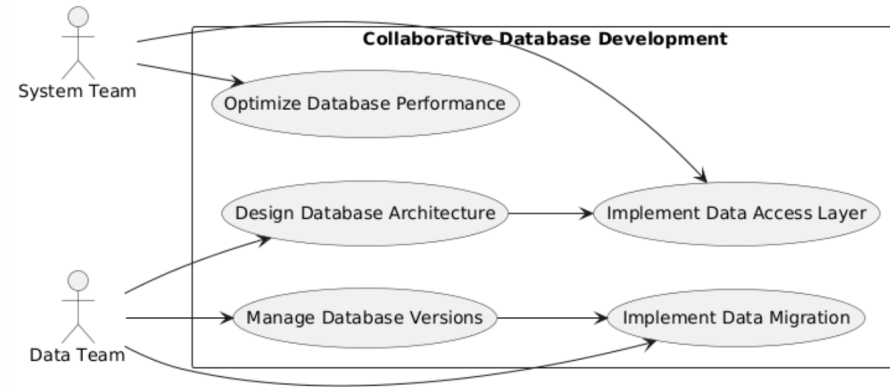 Collaborative Database Development
System Team
Optimize Database Performance
Design Database Architecture
Implement Data Access Layer
Manage Database Versions
Implement Data Migration
Data Team